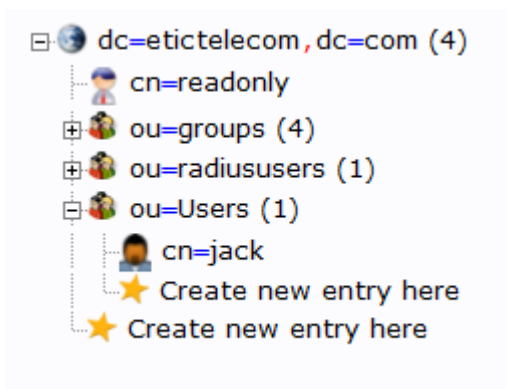 dc=etictelecom,dc=com (4)
cn=readonly
ou=groups (4)
ou=radiususers (1)
ou=Users (1)
cn=jack
Create new entry here
Create new entry here